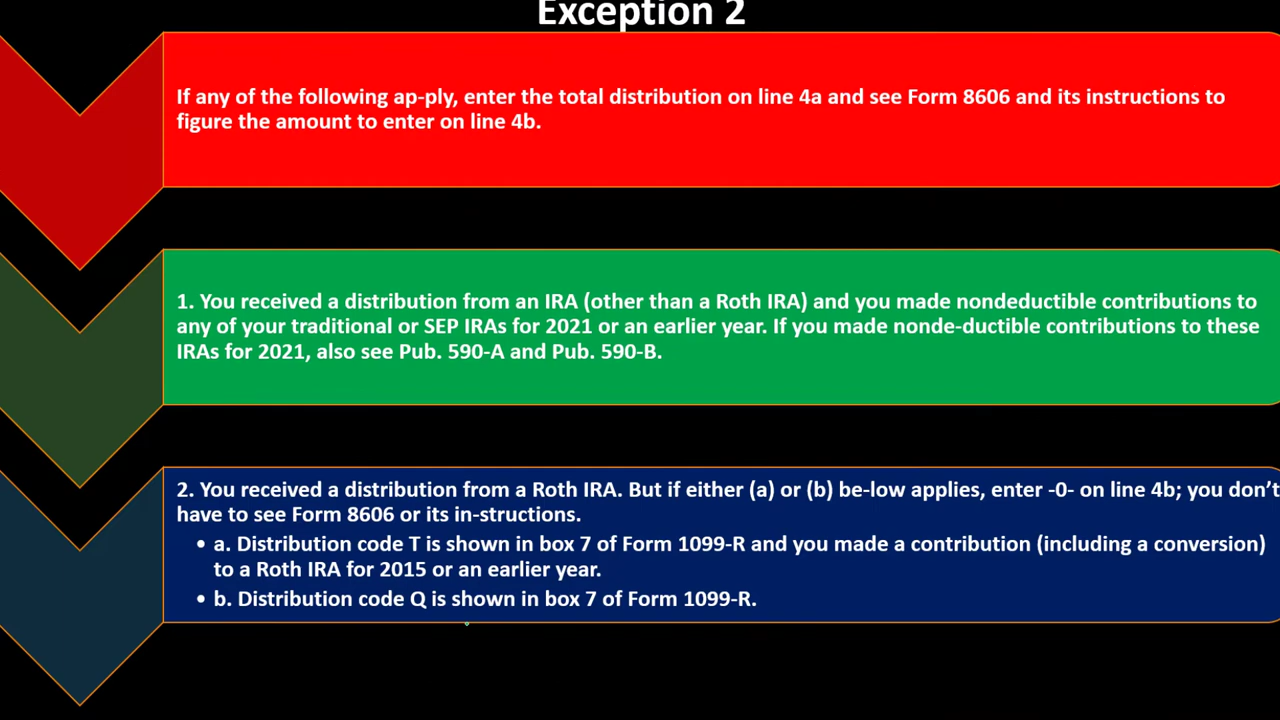 Exception 2
If any of the following ap-ply, enter the total distribution on line 4a and see Form 8606 and its instructions to
figure the amount to enter on line 4b.
1. You received a distribution from an IRA (other than a Roth IRA) and you made nondeductible contributions to
any of your traditional or SEP IRAs for 2021 or an earlier year. If you made nonde-ductible contributions to these
IRAs for 2021, also see Pub. 590-A and Pub. 590-B.
2. You received a distribution from a Roth IRA. But if either (a) or (b) be-low applies, enter -0- on line 4b; you don’t
have to see Form 8606 or its in-structions.
• a. Distribution code T is shown in box 7 of Form 1099-R and you made a contribution (including a conversion)
to a Roth IRA for 2015 or an earlier year.
• b. Distribution code Q is shown in box 7 of Form 1099-R.